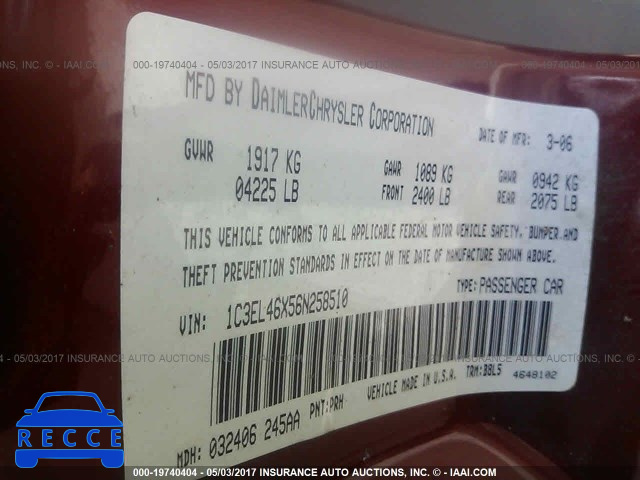 000-19740404 - 05/03/2017 INSURANCE AUTO AUCTIONS, INC. - IAAI.COM
MFD BY DAIMLERCHRYSLER CORPORATION
DATE OF MFR: 3-06
GVWR 1917 KG
04225 LB
GAWR FRONT 1089 KG
2400 LB
GAWR REAR 0942 KG
2075 LB
THIS VEHICLE CONFORMS TO ALL APPLICABLE FEDERAL MOTOR VEHICLE SAFETY, BUMPER AND
THEFT PREVENTION STANDARDS IN EFFECT ON THE DATE OF MANUFACTURE SHOWN ABOVE.
VIN: 1C3EL46X56N258510
TYPE: PASSENGER CAR
VEHICLE MADE IN U.S.A.
TRM:BBL5
4648102
MDH: 032406 245AA
PNT:PRH
RECCE
000-19740404 - 05/03/2017 INSURANCE AUTO AUCTIONS, INC. - IAAI.COM